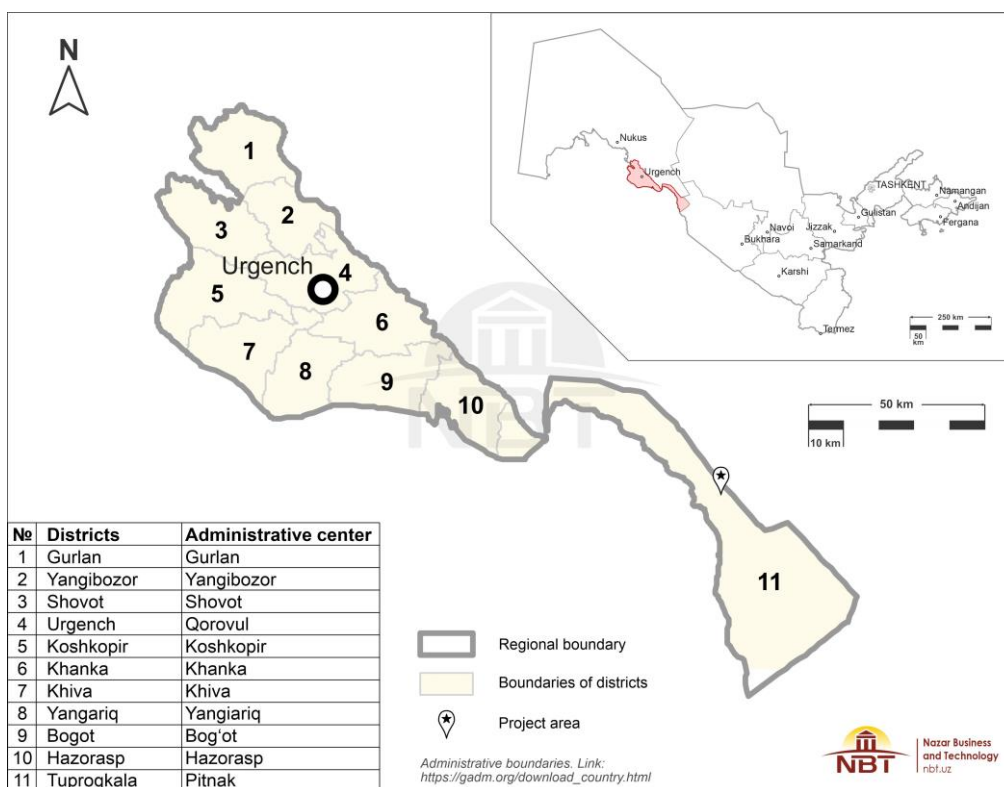 N
1
2
3
Urgench
4
5
6
7
8
9
10
11
NBT
Nukus
Urgench
TASHKENT
Namangan
Andijan
Fergana
Gulistan
Navoi
Jizzak
Bukhara
Samarkand
Karshi
Termez
250 km
50
km
50 km
10 km
№ Districts Administrative center
1 Gurlan Gurlan
2 Yangibozor Yangibozor
3 Shovot Shovot
4 Urgench Qorovul
5 Koshkopir Koshkopir
6 Khanka Khanka
7 Khiva Khiva
8 Yangariq Yangiariq
9 Bogot Bog‘ot
10 Hazorasp Hazorasp
11 Tuproqkala Pitnak
Regional boundary
Boundaries of districts
Project area
Administrative boundaries. Link:
https://gadm.org/download_country.html
NBT
Nazar Business
and Technology
nbt.uz